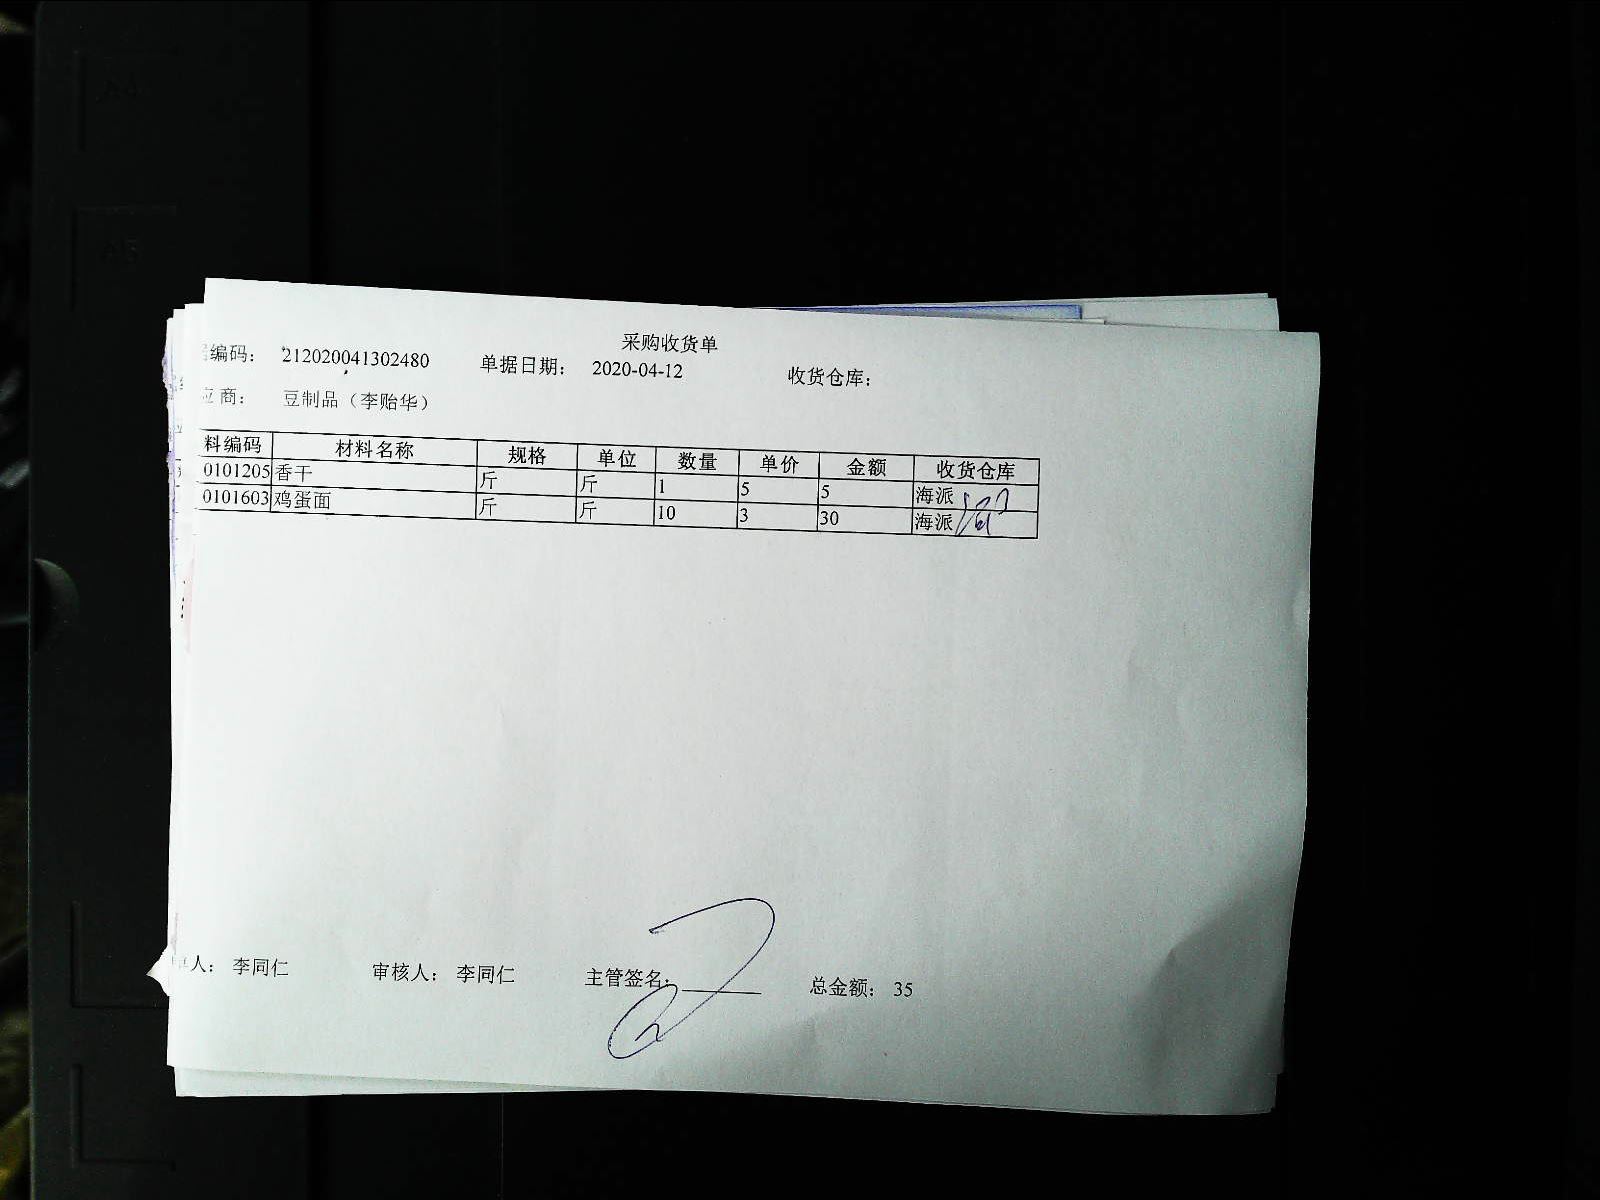 采购收货单
据编码： 212020041302480 单据日期： 2020-04-12 收货仓库：
应商： 豆制品（李贻华）
料编码 材料名称 规格 单位 数量 单价 金额 收货仓库
0101205 香干 斤 斤 1 5 5 海派
0101603 鸡蛋面 斤 斤 10 3 30 海派
人： 李同仁 审核人： 李同仁 主管签名： 总金额： 35